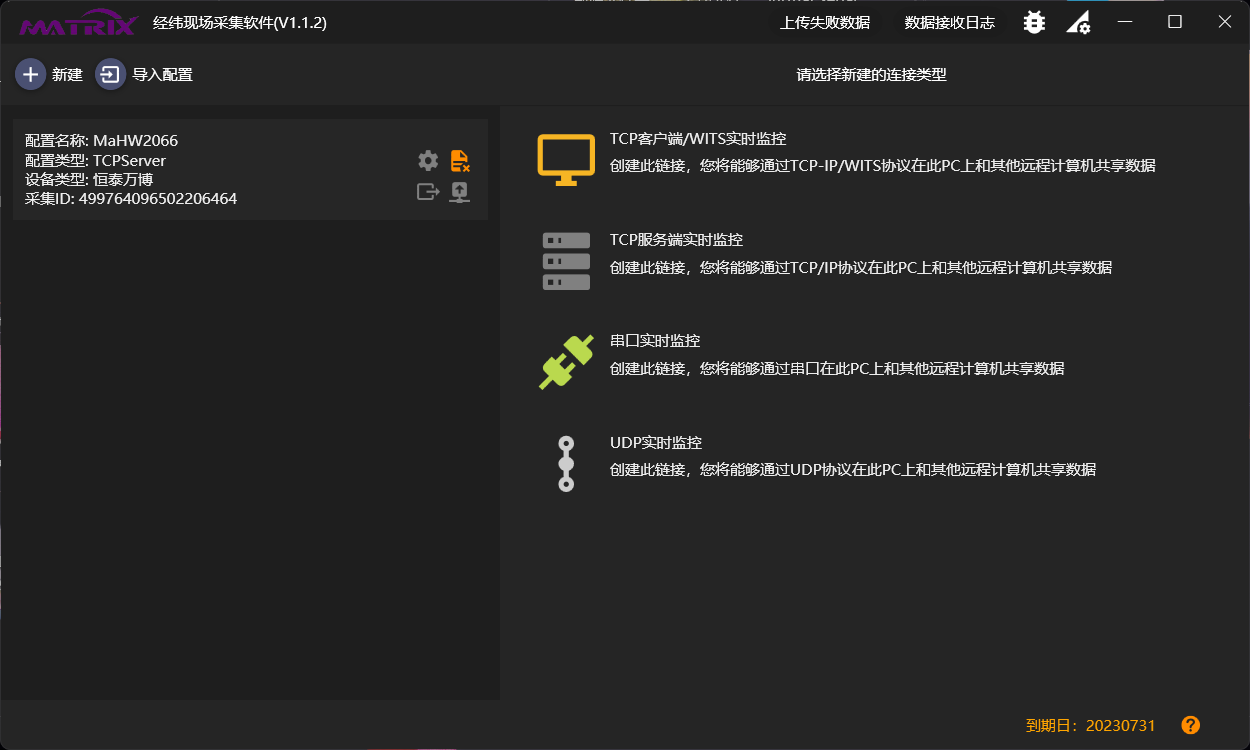 MATRIX 经纬现场采集软件(V1.1.2) 上传失败数据 数据接收日志
新建 导入配置 请选择新建的连接类型
配置名称: MaHW2066
配置类型: TCPServer
设备类型: 恒泰万博
采集ID: 499764096502206464
TCP客户端/WITS实时监控
创建此链接，您将能够通过TCP-IP/WITS协议在此PC上和其他远程计算机共享数据
TCP服务端实时监控
创建此链接，您将能够通过TCP/IP协议在此PC上和其他远程计算机共享数据
串口实时监控
创建此链接，您将能够通过串口在此PC上和其他远程计算机共享数据
UDP实时监控
创建此链接，您将能够通过UDP协议在此PC上和其他远程计算机共享数据
到期日：20230731